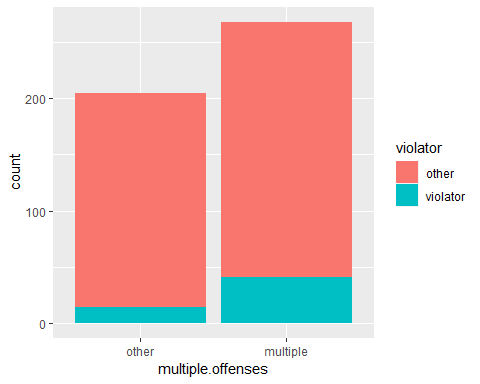 200
100
0
count
other
multiple
multiple.offenses
violator
other
violator